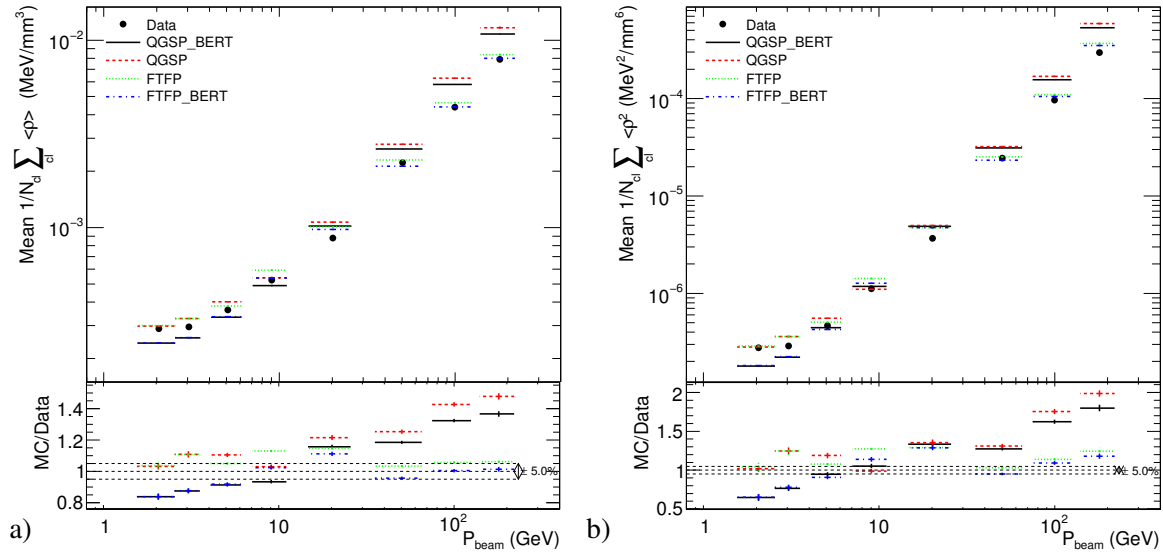 Mean 1/N_cl ∑_cl <ρ> (MeV/mm³)
10⁻²
10⁻³
Data
QGSP_BERT
QGSP
FTFP
FTFP_BERT
MC/Data
1.4
1.2
1
0.8
± 5.0%
1 10 10²
P_beam (GeV)
a)
Mean 1/N_cl ∑_cl <ρ²> (MeV²/mm⁶)
10⁻⁴
10⁻⁵
10⁻⁶
Data
QGSP_BERT
QGSP
FTFP
FTFP_BERT
MC/Data
2
1.5
1
0.5
± 5.0%
1 10 10²
P_beam (GeV)
b)